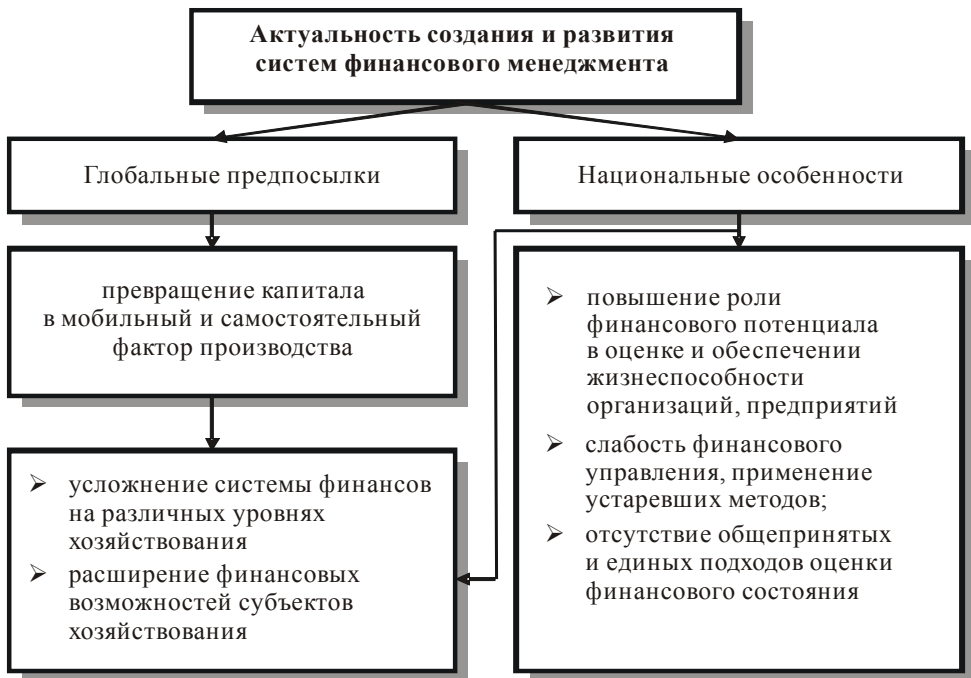 Актуальность создания и развития
систем финансового менеджмента
Глобальные предпосылки
Национальные особенности
превращение капитала
в мобильный и самостоятельный
фактор производства
усложнение системы финансов
на различных уровнях
хозяйствования
расширение финансовых
возможностей субъектов
хозяйствования
повышение роли
финансового потенциала
в оценке и обеспечении
жизнеспособности
организаций, предприятий
слабость финансового
управления, применение
устаревших методов;
отсутствие общепринятых
и единых подходов оценки
финансового состояния